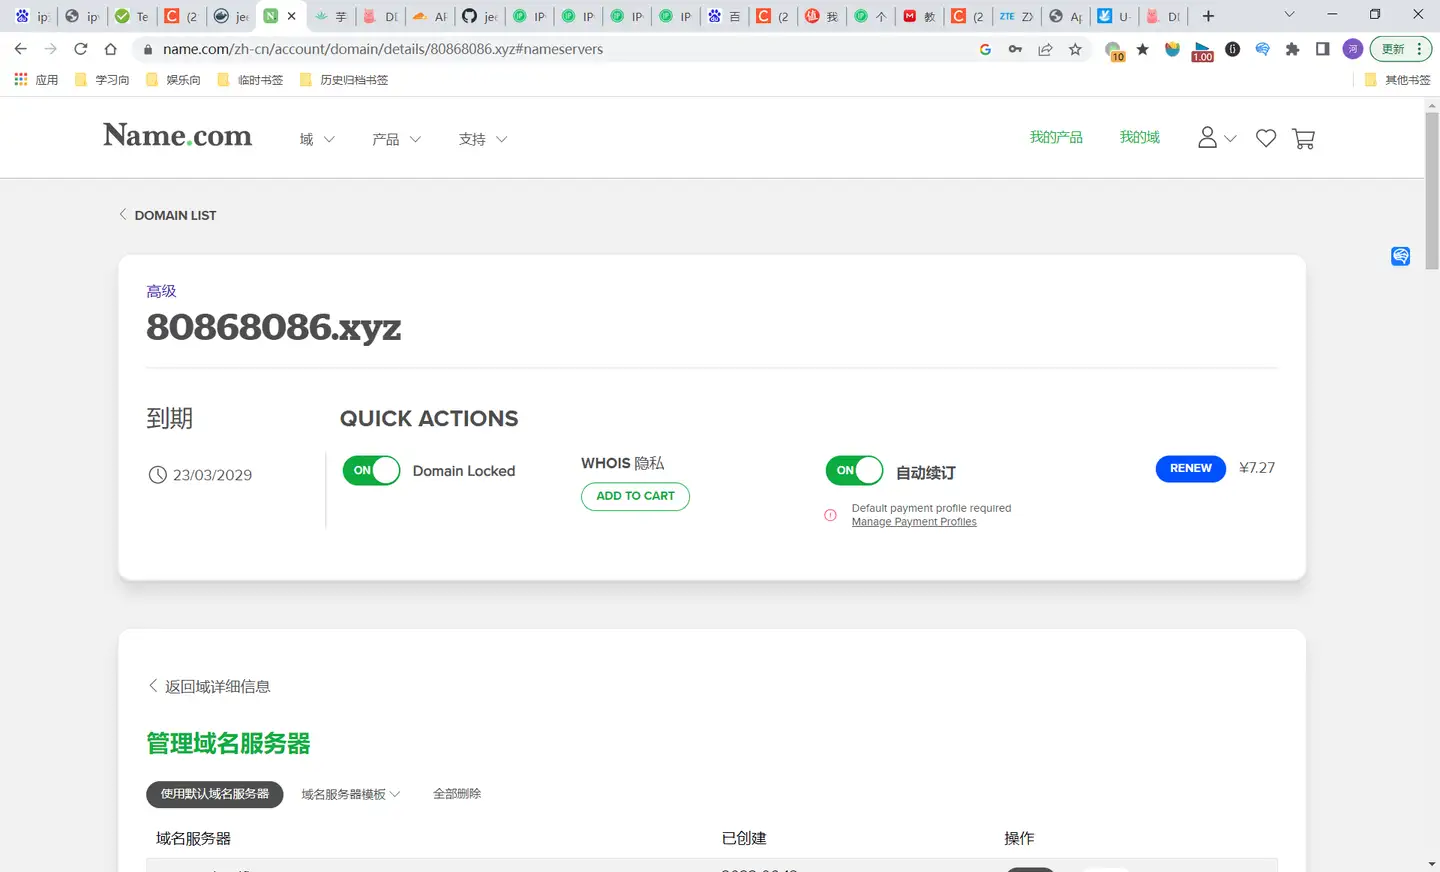 ip
ip
Te
(2
jee
芋
DI
AF
jee
IP
IP
IP
IP
百
(2
我
个
教
(2
ZTE ZX
Ap
U-
DI
name.com/zh-cn/account/domain/details/80868086.xyz#nameservers
10
1.00
河
更新
应用
学习向
娱乐向
临时书签
历史归档书签
其他书签
Name.com
域
产品
支持
我的产品
我的域
DOMAIN LIST
高级
80868086.xyz
到期
QUICK ACTIONS
23/03/2029
ON
Domain Locked
WHOIS 隐私
ADD TO CART
ON
自动续订
Default payment profile required
Manage Payment Profiles
RENEW
¥7.27
返回域详细信息
管理域名服务器
使用默认域名服务器
域名服务器模板
全部删除
域名服务器
已创建
操作